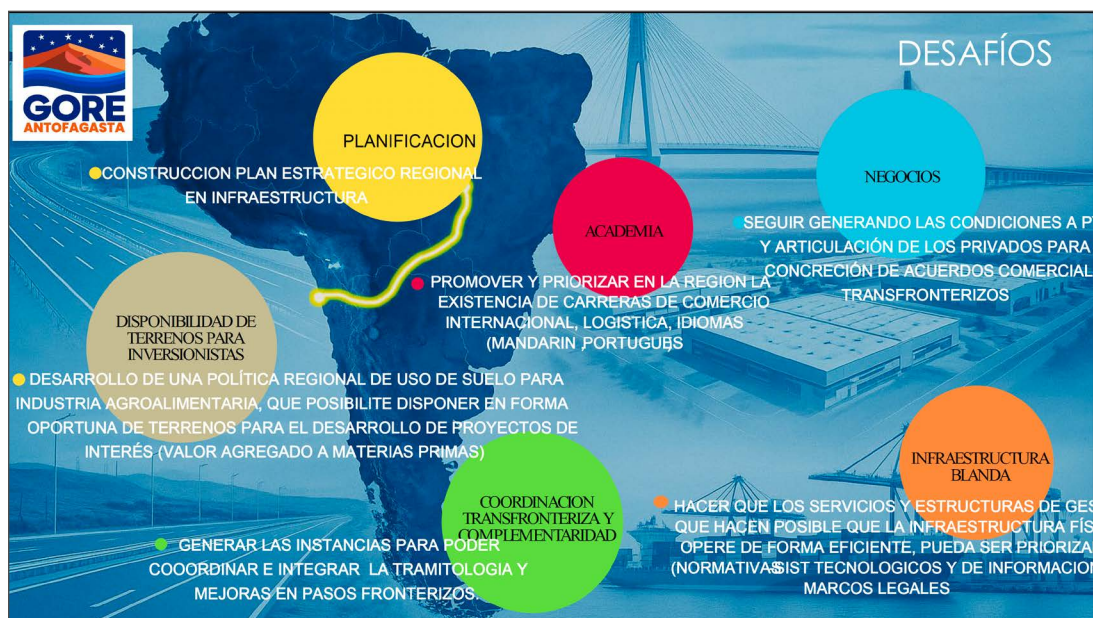 GORE
ANTOFAGASTA
DESAFÍOS
PLANIFICACION
CONSTRUCCION PLAN ESTRATEGICO REGIONAL
EN INFRAESTRUCTURA
ACADEMIA
PROMOVER Y PRIORIZAR EN LA REGION LA
EXISTENCIA DE CARRERAS DE COMERCIO
INTERNACIONAL, LOGISTICA, IDIOMAS
(MANDARIN ,PORTUGUES
NEGOCIOS
SEGUIR GENERANDO LAS CONDICIONES A
Y ARTICULACIÓN DE LOS PRIVADOS PARA
CONCRECIÓN DE ACUERDOS
TRANSFRONTERIZOS
DISPONIBILIDAD DE
TERRENOS PARA
INVERSIONISTAS
DESARROLLO DE UNA POLÍTICA REGIONAL DE USO DE SUELO PARA
INDUSTRIA AGROALIMENTARIA, QUE POSIBILITE DISPONER EN FORMA
OPORTUNA DE TERRENOS PARA EL DESARROLLO DE PROYECTOS DE
INTERÉS (VALOR AGREGADO A MATERIAS PRIMAS)
COORDINACION
TRANSFRONTERIZA Y
COMPLEMENTARIDAD
GENERAR LAS INSTANCIAS PARA PODER
COOORDINAR E INTEGRAR LA TRAMITOLOGIA Y
MEJORAS EN PASOS FRONTERIZOS.
INFRAESTRUCTURA
BLANDA
HACER QUE LOS SERVICIOS Y ESTRUCTURAS DE
QUE HACEN POSIBLE QUE LA INFRAESTRUCTURA
OPERE DE FORMA EFICIENTE, PUEDA SER
(NORMATIVAS SIST TECNOLOGICOS Y DE INFORMACION
MARCOS LEGALES